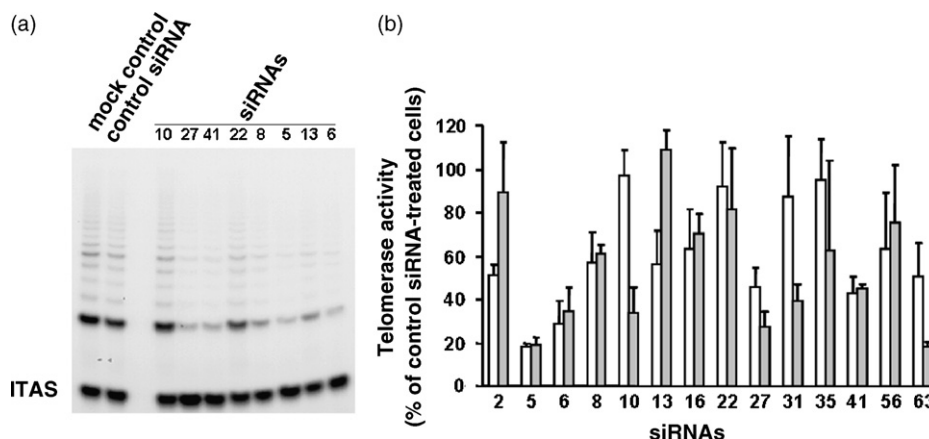 (a)
mock control
control siRNA
siRNAs
10 27 41 22 8 5 13 6
ITAS
(b)
Telomerase activity
(% of control siRNA-treated cells)
120
100
80
60
40
20
0
2 5 6 8 10 13 16 22 27 31 35 41 56 63
siRNAs